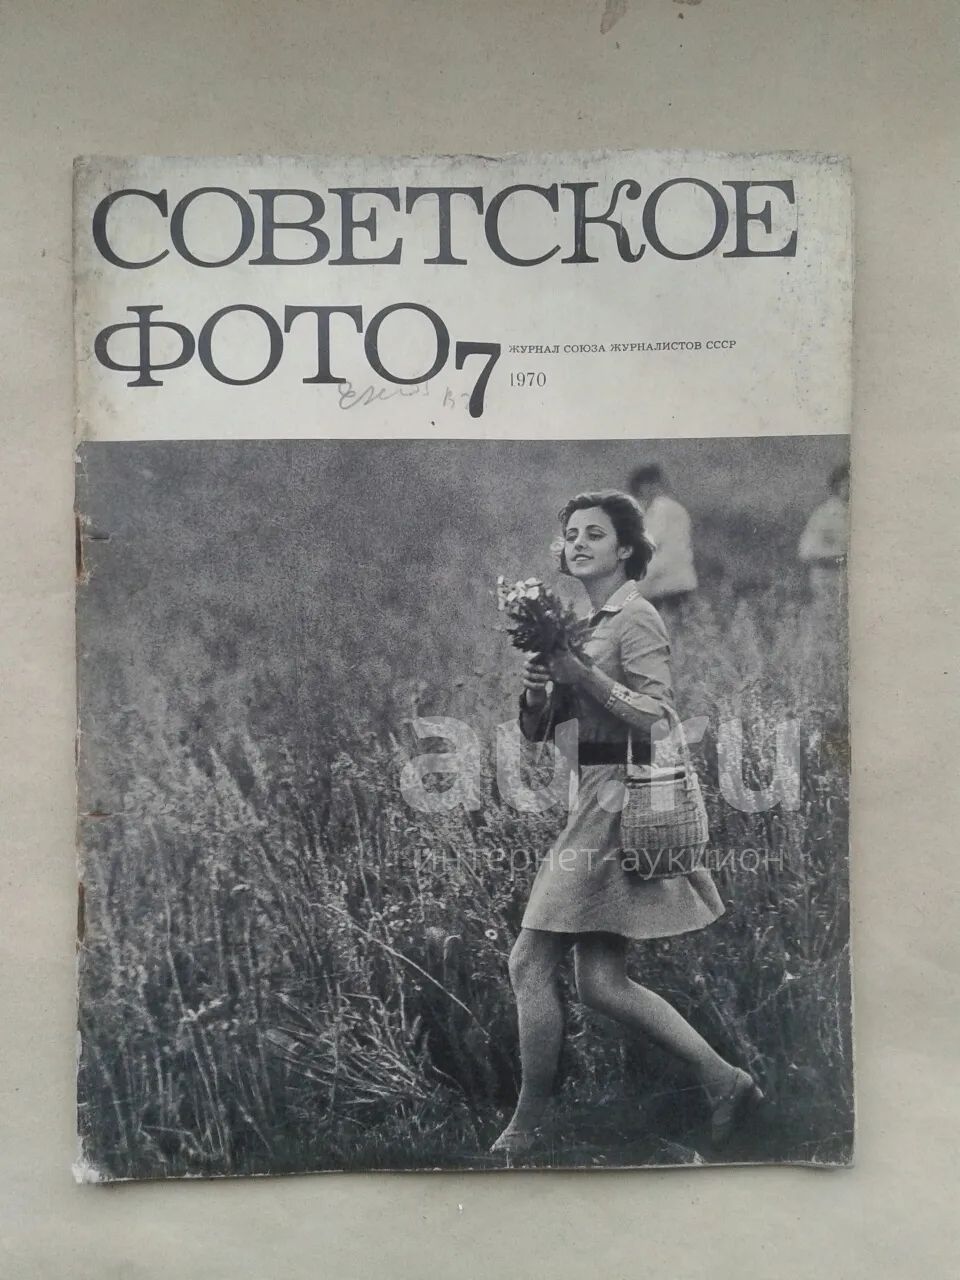 СОВЕТСКОЕ
ФОТО 7
ЖУРНАЛ СОЮЗА ЖУРНАЛИСТОВ СССР
1970
au.ru
интернет-аукцион